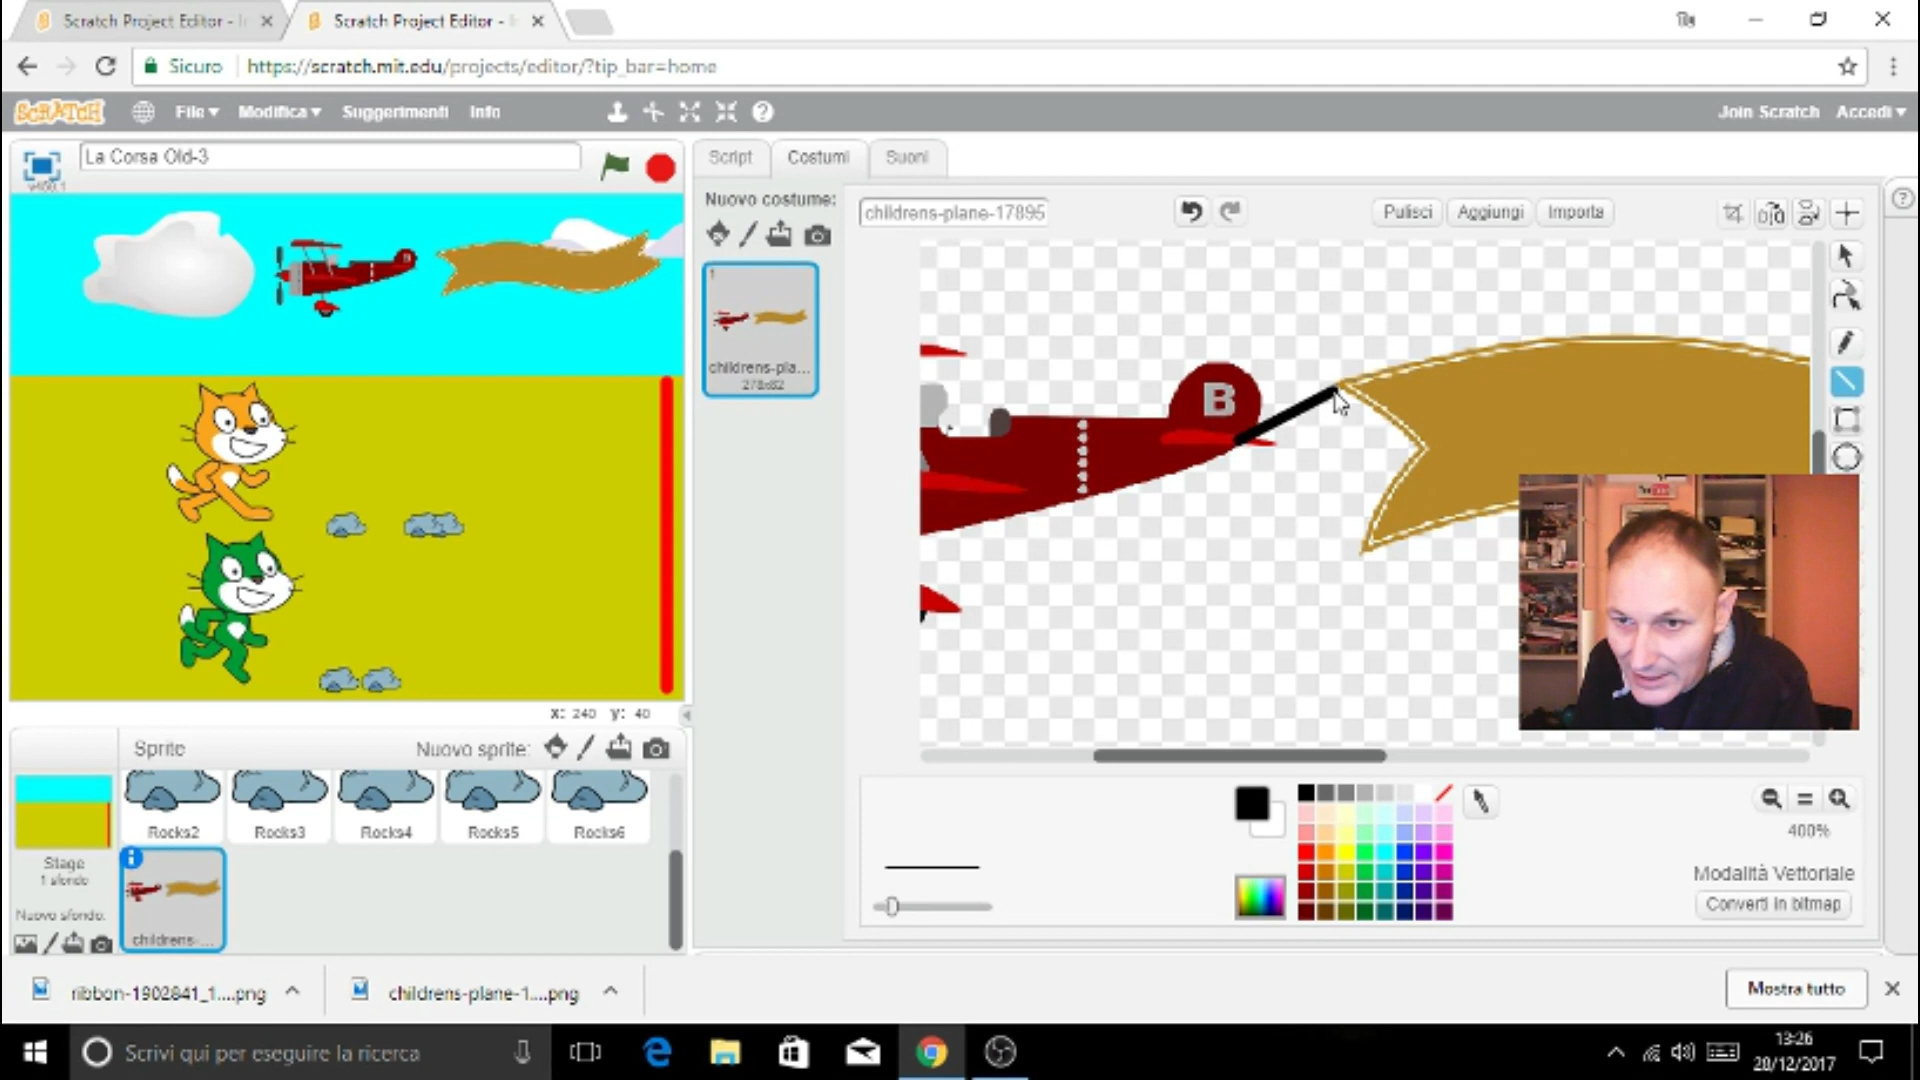 Scratch Project Editor - I
Scratch Project Editor - I
Sicuro
https://scratch.mit.edu/projects/editor/?tip_bar=home
SCRATCH
File
Modifica
Suggerimenti
Info
Join Scratch
Accedi
La Corsa Old-3
Script
Costumi
Suoni
Nuovo costume:
childrens-plane-17895
Pulisci
Aggiungi
Importa
1
childrens-pla...
278x82
B
B
x: 240 y: 40
Sprite
Nuovo sprite:
Rocks2
Rocks3
Rocks4
Rocks5
Rocks6
Stage
1 sfondo
Nuovo sfondo:
childrens-...
400%
Modalità Vettoriale
Converti in bitmap
ribbon-1902841_1....png
childrens-plane-1....png
Mostra tutto
Scrivi qui per eseguire la ricerca
13:26
28/12/2017